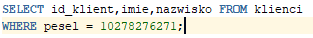 SELECT id_klient,imie,nazwisko FROM klienci
WHERE pesel = 10278276271;